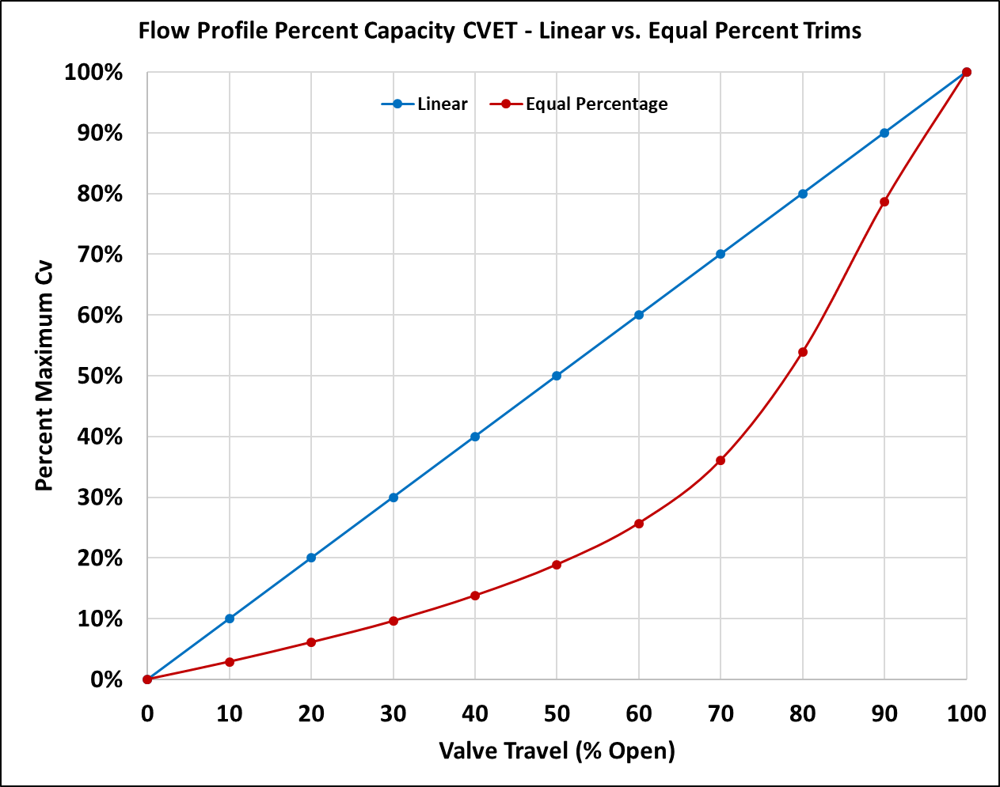 Flow Profile Percent Capacity CVET - Linear vs. Equal Percent Trims
100%
Linear
Equal Percentage
90%
80%
70%
60%
50%
40%
30%
20%
10%
0%
Percent Maximum Cv
0 10 20 30 40 50 60 70 80 90 100
Valve Travel (% Open)